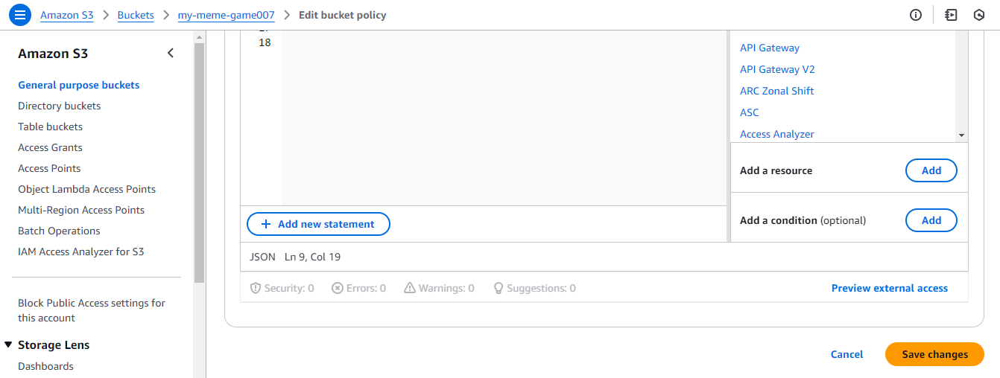 Amazon S3 > Buckets > my-meme-game007 > Edit bucket policy
Amazon S3
General purpose buckets
Directory buckets
Table buckets
Access Grants
Access Points
Object Lambda Access Points
Multi-Region Access Points
Batch Operations
IAM Access Analyzer for S3
Block Public Access settings for
this account
Storage Lens
Dashboards
18
API Gateway
API Gateway V2
ARC Zonal Shift
ASC
Access Analyzer
Add a resource
Add
+ Add new statement
Add a condition (optional)
Add
JSON Ln 9, Col 19
Security: 0 Errors: 0 Warnings: 0 Suggestions: 0
Preview external access
Cancel
Save changes